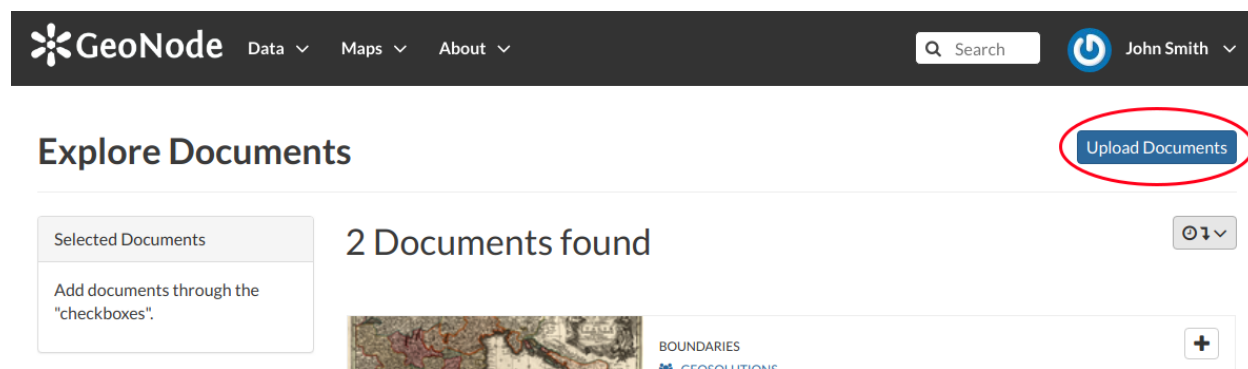 GeoNode Data Maps About Search John Smith
Explore Documents
Upload Documents
Selected Documents
Add documents through the
"checkboxes".
2 Documents found
BOUNDARIES
GEOSOLUTIONS